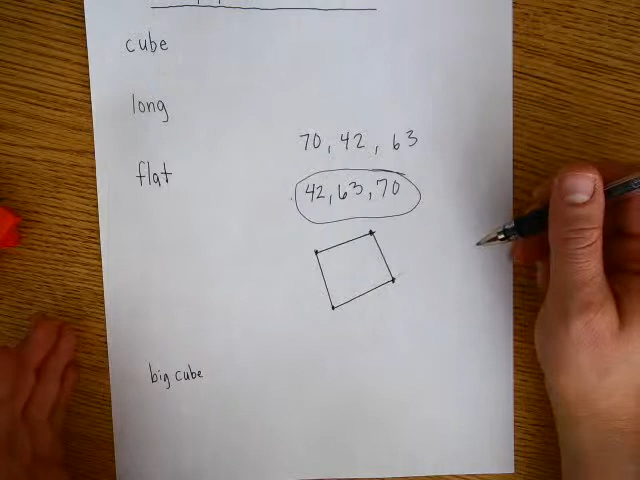 cube
long
70, 42, 63
flat
42, 63, 70
big cube